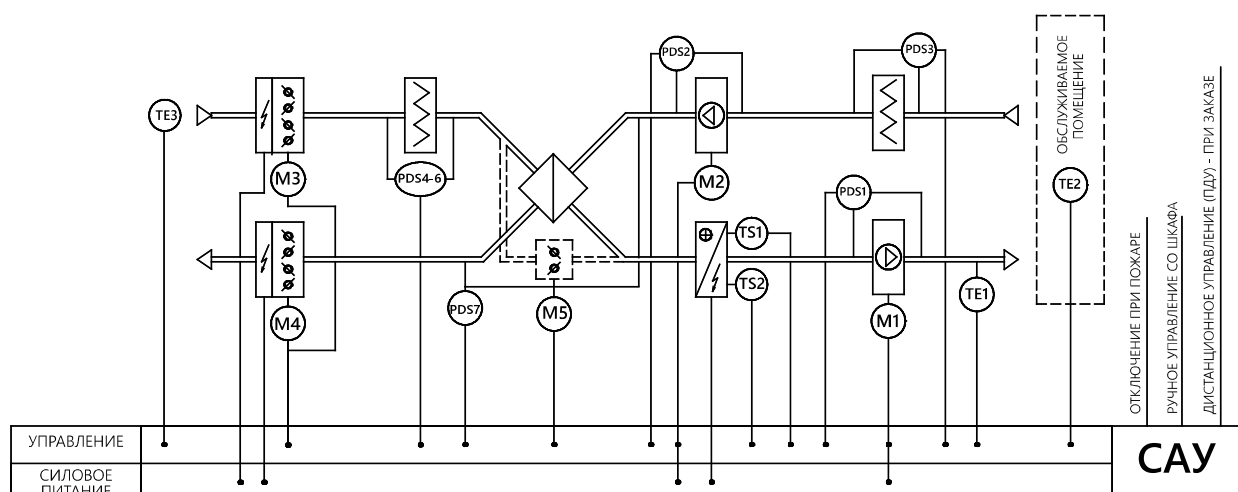 PDS2
PDS3
ОБСЛУЖИВАЕМОЕ
ПОМЕЩЕНИЕ
TE3
M3
PDS4-6
M2
PDS1
TE2
TS1
TS2
TE1
M4
PDS7
M5
M1
ОТКЛЮЧЕНИЕ ПРИ ПОЖАРЕ
РУЧНОЕ УПРАВЛЕНИЕ СО ШКАФА
ДИСТАНЦИОННОЕ УПРАВЛЕНИЕ (ПДУ) - ПРИ ЗАКАЗЕ
УПРАВЛЕНИЕ
СИЛОВОЕ
ПИТАНИЕ
САУ